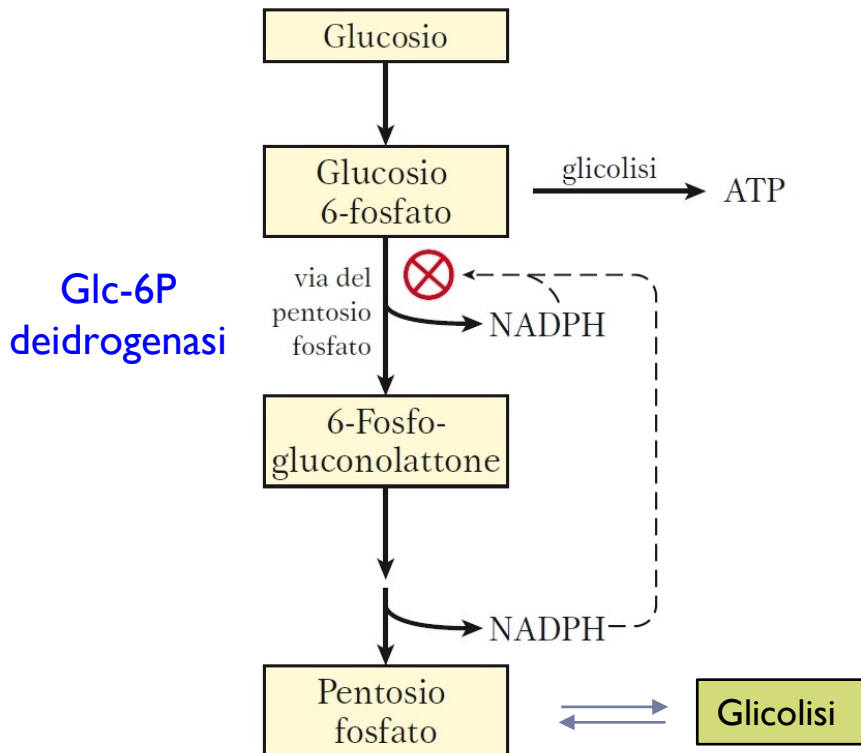 Glucosio
Glucosio
6-fosfato
glicolisi
ATP
Glc-6P
deidrogenasi
via del
pentosio
fosfato
NADPH
6-Fosfo-
gluconolattone
NADPH
Pentosio
fosfato
Glicolisi